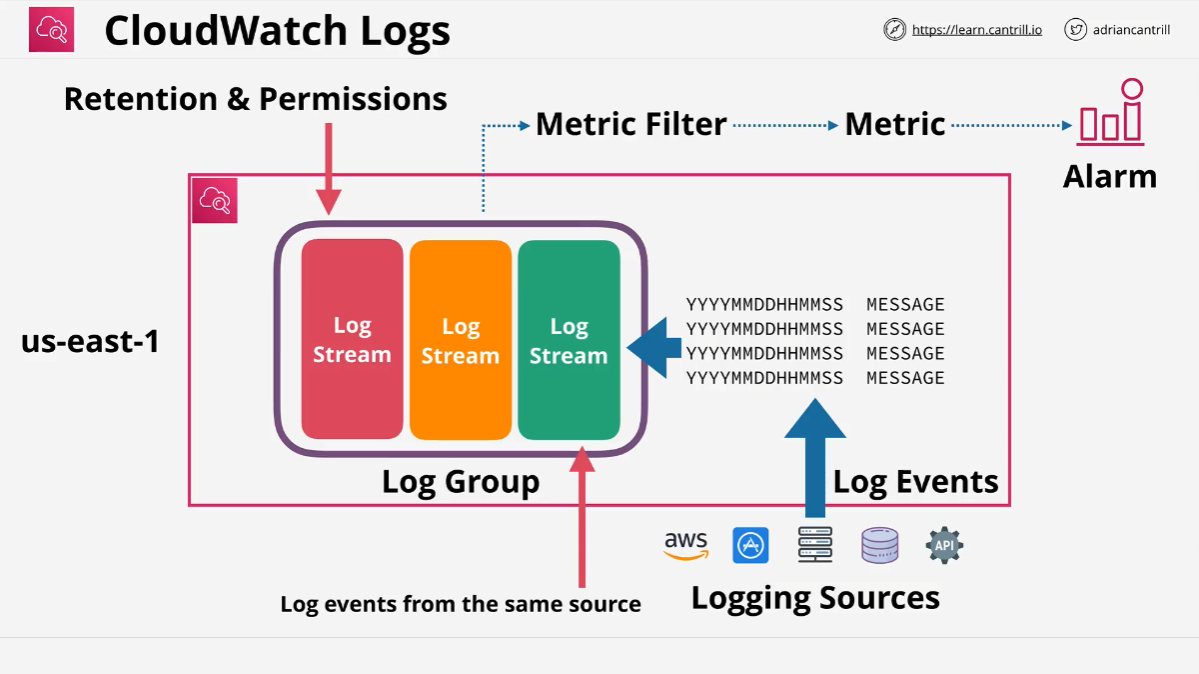 CloudWatch Logs
https://learn.cantrill.io
adriancantrill
Retention & Permissions
Metric Filter
Metric
Alarm
us-east-1
Log
Stream
Log
Stream
Log
Stream
YYYYMMDDHHMMSS MESSAGE
YYYYMMDDHHMMSS MESSAGE
YYYYMMDDHHMMSS MESSAGE
YYYYMMDDHHMMSS MESSAGE
Log Group
Log Events
aws
API
Log events from the same source
Logging Sources